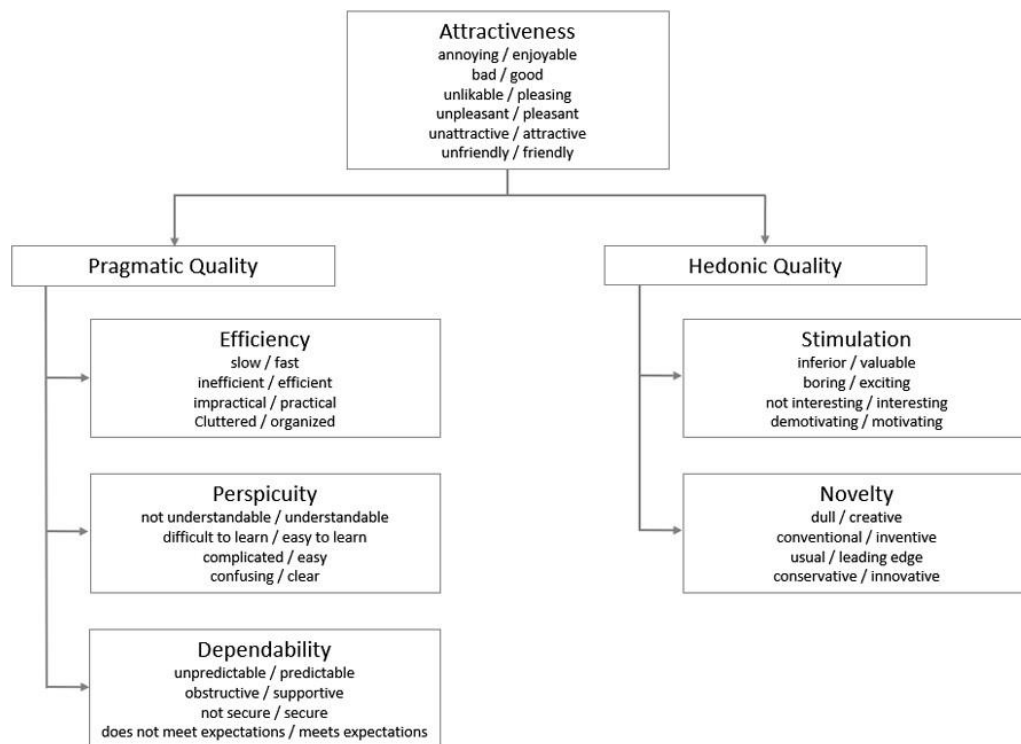 Attractiveness
annoying / enjoyable
bad / good
unlikable / pleasing
unpleasant / pleasant
unattractive / attractive
unfriendly / friendly
Pragmatic Quality
Efficiency
slow / fast
inefficient / efficient
impractical / practical
Cluttered / organized
Perspicuity
not understandable / understandable
difficult to learn / easy to learn
complicated / easy
confusing / clear
Dependability
unpredictable / predictable
obstructive / supportive
not secure / secure
does not meet expectations / meets expectations
Hedonic Quality
Stimulation
inferior / valuable
boring / exciting
not interesting / interesting
demotivating / motivating
Novelty
dull / creative
conventional / inventive
usual / leading edge
conservative / innovative